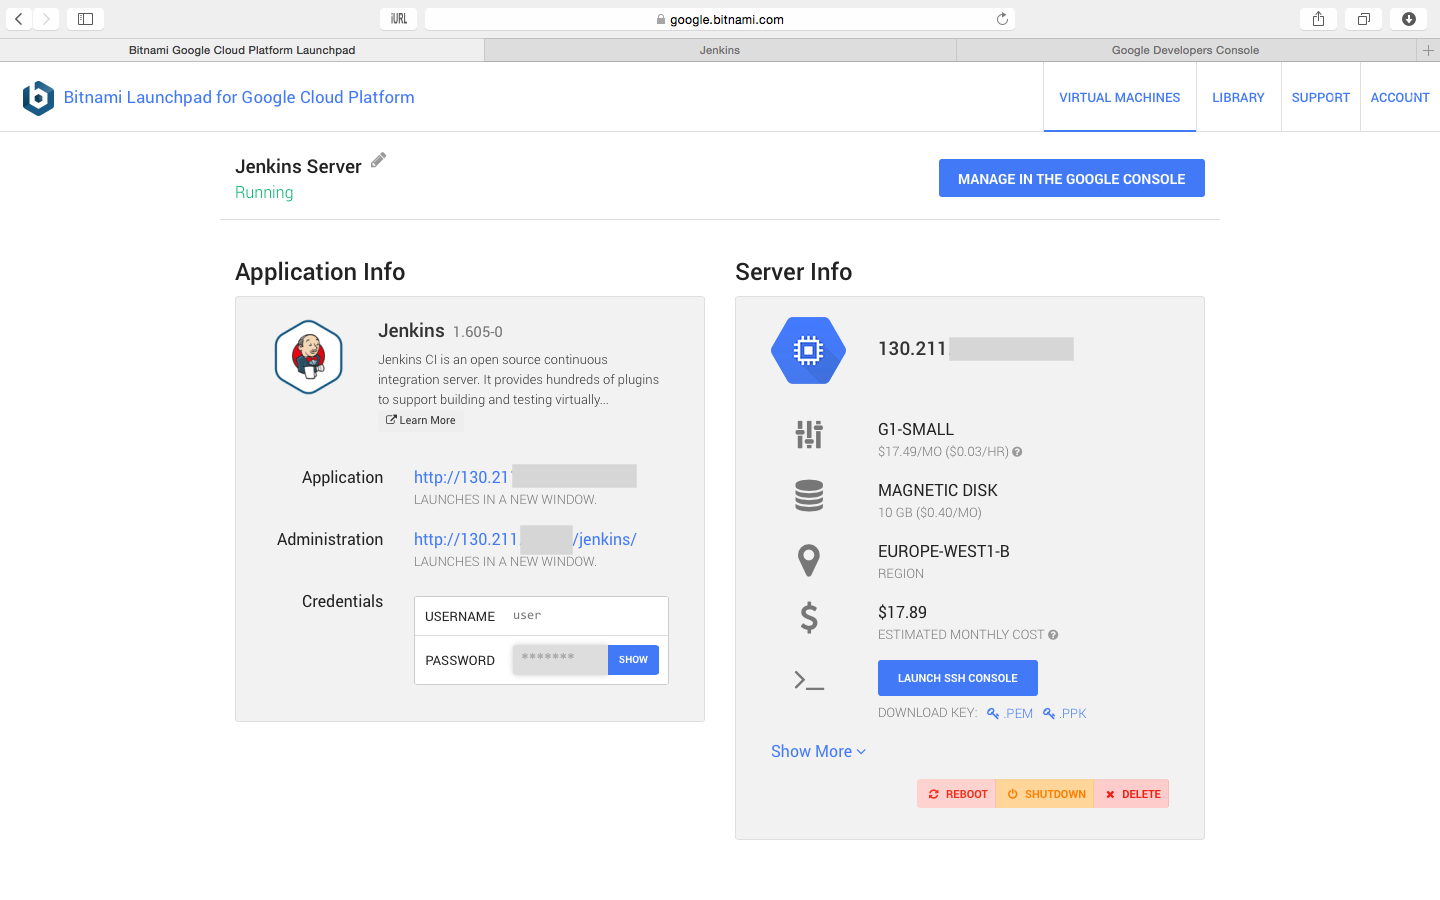 iURL
google.bitnami.com
Bitnami Google Cloud Platform Launchpad
Jenkins
Google Developers Console
Bitnami Launchpad for Google Cloud Platform
VIRTUAL MACHINES
LIBRARY
SUPPORT
ACCOUNT
Jenkins Server
Running
MANAGE IN THE GOOGLE CONSOLE
Application Info
Jenkins 1.605-0
Jenkins CI is an open source continuous
integration server. It provides hundreds of plugins
to support building and testing virtually...
Learn More
Application
http://130.21
LAUNCHES IN A NEW WINDOW.
Administration
http://130.211. /jenkins/
LAUNCHES IN A NEW WINDOW.
Credentials
USERNAME user
PASSWORD ******* SHOW
Server Info
130.211
G1-SMALL
$17.49/MO ($0.03/HR)
MAGNETIC DISK
10 GB ($0.40/MO)
EUROPE-WEST1-B
REGION
$17.89
ESTIMATED MONTHLY COST
LAUNCH SSH CONSOLE
DOWNLOAD KEY: .PEM .PPK
Show More
REBOOT
SHUTDOWN
DELETE